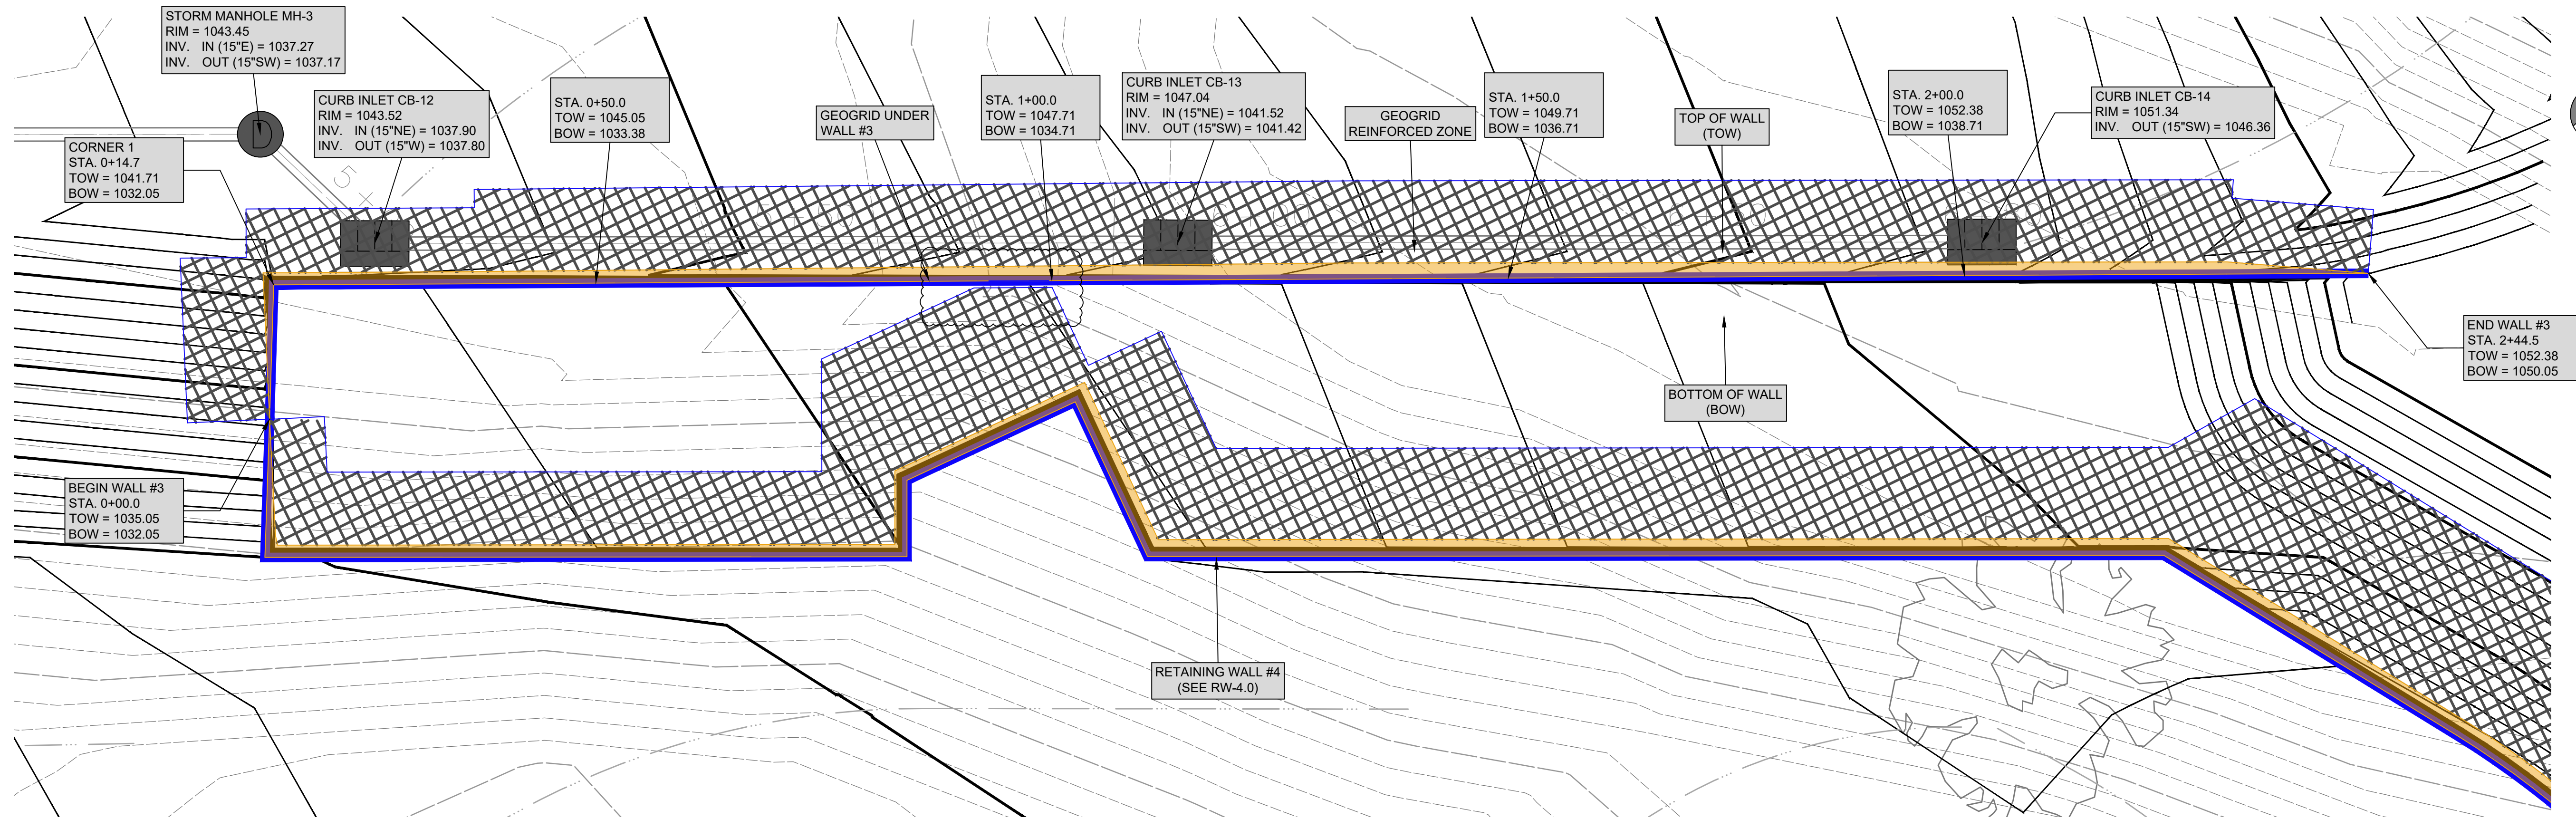 STORM MANHOLE MH-3
RIM = 1043.45
INV. IN (15"E) = 1037.27
INV. OUT (15"SW) = 1037.17
CURB INLET CB-12
RIM = 1043.52
INV. IN (15"NE) = 1037.90
INV. OUT (15"W) = 1037.80
STA. 0+50.0
TOW = 1045.05
BOW = 1033.38
GEOGRID UNDER
WALL #3
STA. 1+00.0
TOW = 1047.71
BOW = 1034.71
CURB INLET CB-13
RIM = 1047.04
INV. IN (15"NE) = 1041.52
INV. OUT (15"SW) = 1041.42
GEOGRID
REINFORCED ZONE
STA. 1+50.0
TOW = 1049.71
BOW = 1036.71
TOP OF WALL
(TOW)
STA. 2+00.0
TOW = 1052.38
BOW = 1038.71
CURB INLET CB-14
RIM = 1051.34
INV. OUT (15"SW) = 1046.36
D
CORNER 1
STA. 0+14.7
TOW = 1041.71
BOW = 1032.05
5+
END WALL #3
STA. 2+44.5
TOW = 1052.38
BOW = 1050.05
BOTTOM OF WALL
(BOW)
BEGIN WALL #3
STA. 0+00.0
TOW = 1035.05
BOW = 1032.05
RETAINING WALL #4
(SEE RW-4.0)